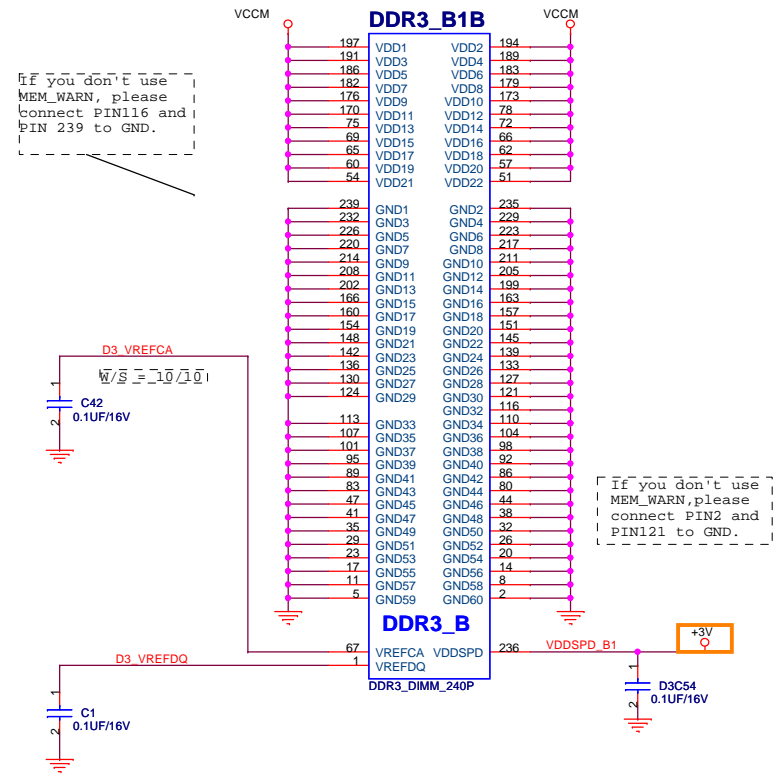 VCCM DDR3_B1B VCCM
197 VDD1 VDD2 194
191 VDD3 VDD4 189
186 VDD5 VDD6 183
182 VDD7 VDD8 179
176 VDD9 VDD10 173
170 VDD11 VDD12 78
75 VDD13 VDD14 72
69 VDD15 VDD16 66
65 VDD17 VDD18 62
60 VDD19 VDD20 57
54 VDD21 VDD22 51
If you don't use
MEM_WARN, please
connect PIN116 and
PIN 239 to GND.
239 GND1 GND2 235
232 GND3 GND4 229
226 GND5 GND6 223
220 GND7 GND8 217
214 GND9 GND10 211
208 GND11 GND12 205
202 GND13 GND14 199
166 GND15 GND16 163
160 GND17 GND18 157
154 GND19 GND20 151
148 GND21 GND22 145
142 GND23 GND24 139
136 GND25 GND26 133
130 GND27 GND28 127
124 GND29 GND30 121
GND32 116
113 GND33 GND34 110
107 GND35 GND36 104
101 GND37 GND38 98
95 GND39 GND40 92
89 GND41 GND42 86
83 GND43 GND44 80
47 GND45 GND46 44
41 GND47 GND48 38
35 GND49 GND50 32
29 GND51 GND52 26
23 GND53 GND54 20
17 GND55 GND56 14
11 GND57 GND58 8
5 GND59 GND60 2
D3_VREFCA
W/S = 10/10
1
C42
0.1UF/16V
2
If you don't use
MEM_WARN,please
connect PIN2 and
PIN121 to GND.
DDR3_B
67 VREFCA VDDSPD 236 VDDSPD_B1 +3V
D3_VREFDQ 1 VREFDQ
DDR3_DIMM_240P
1
C1
0.1UF/16V
2
1
D3C54
0.1UF/16V
2